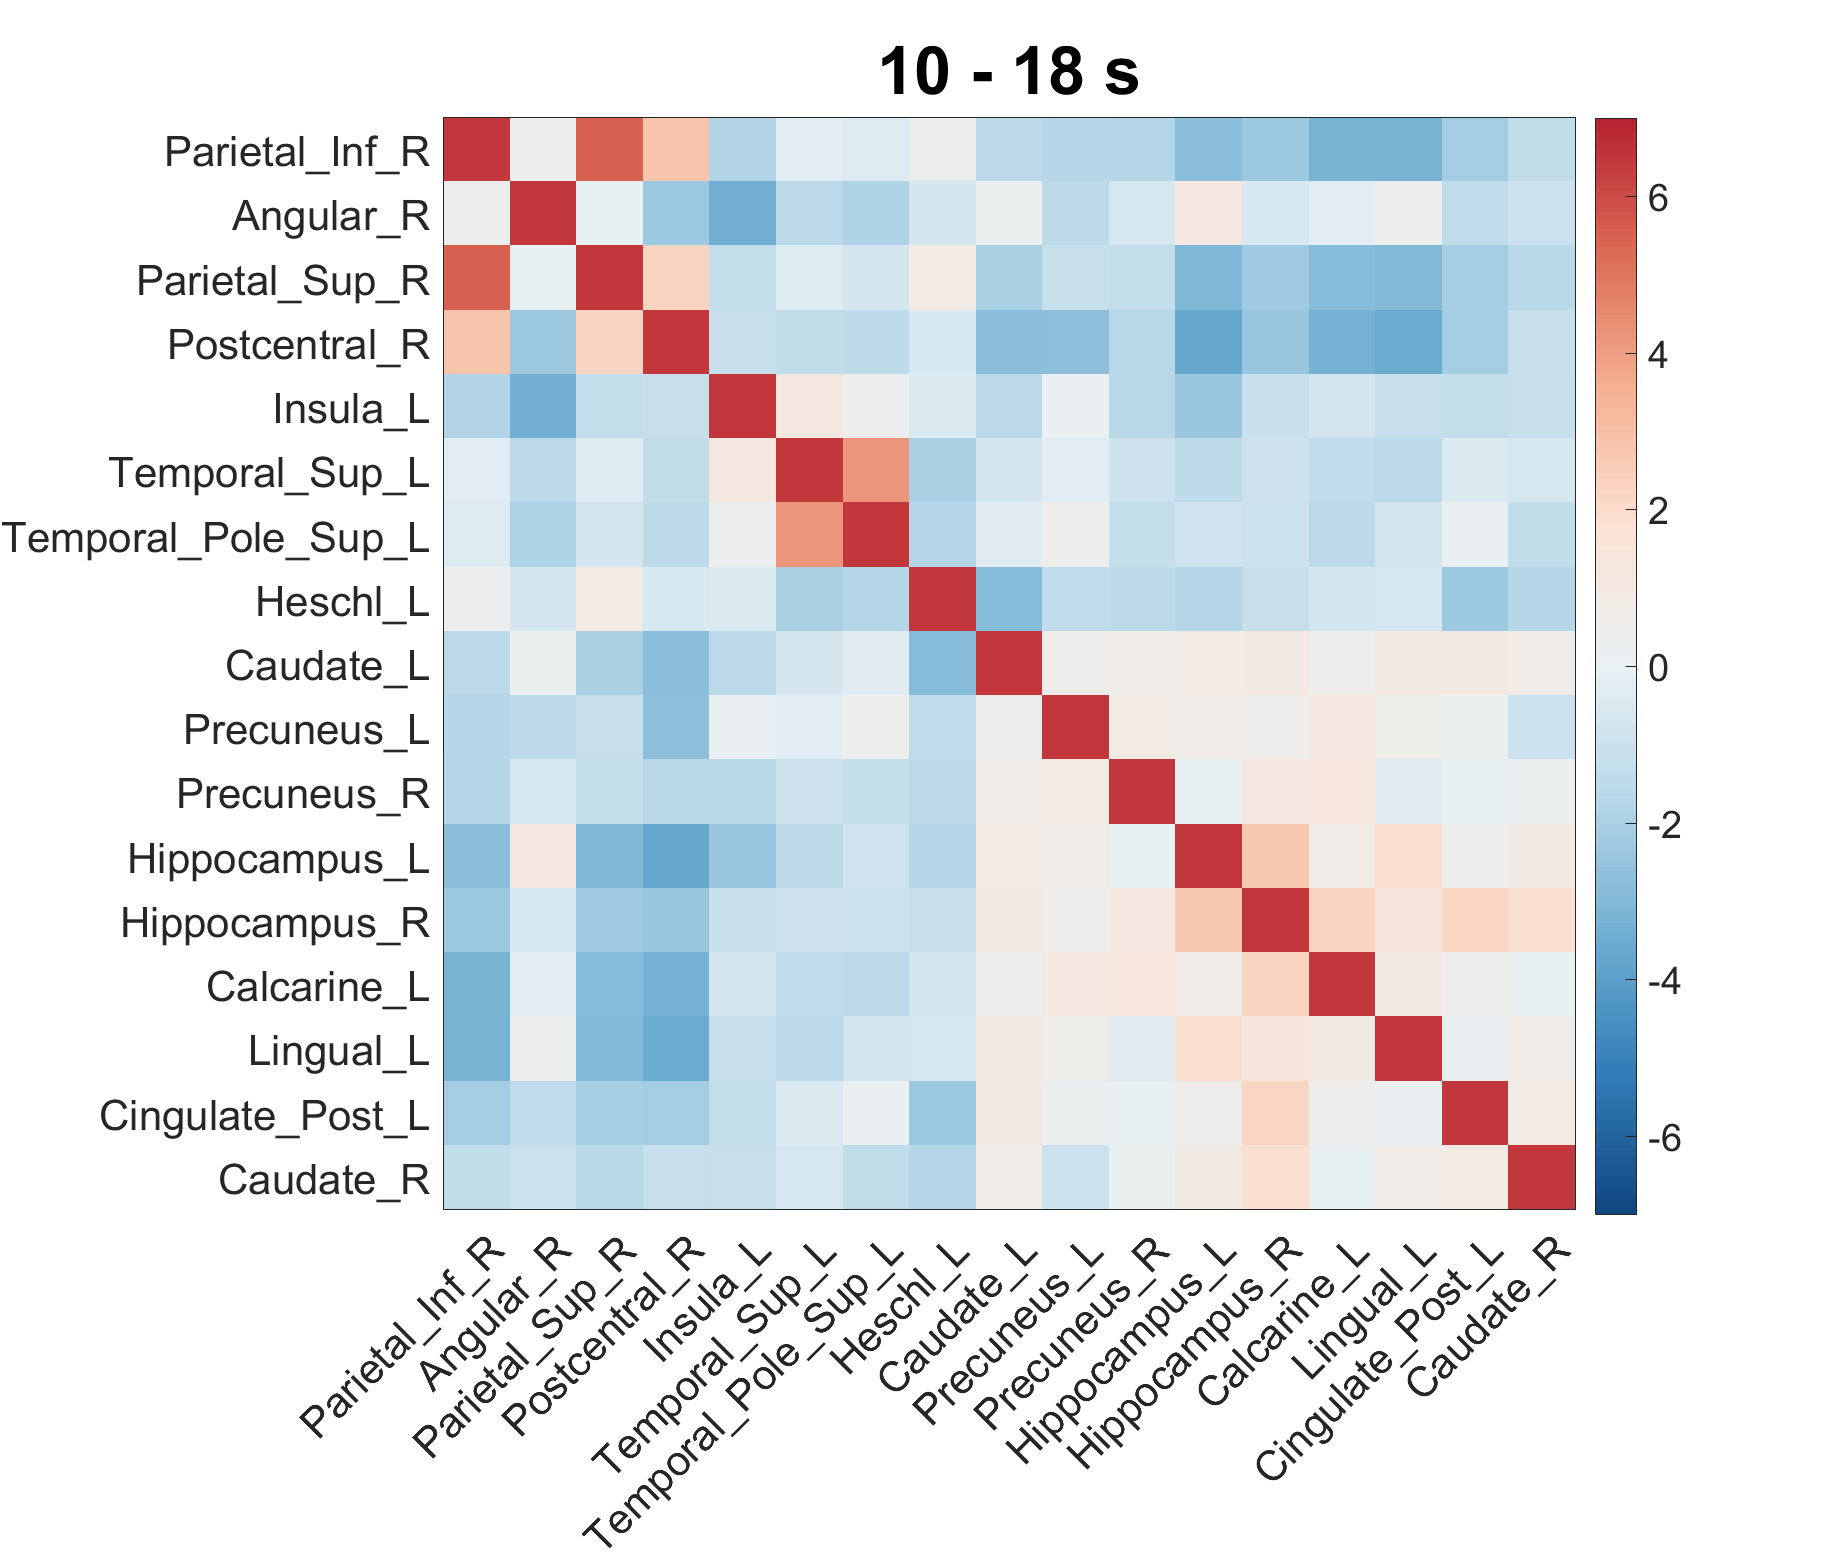 10 - 18 s
Parietal_Inf_R
Angular_R
Parietal_Sup_R
Postcentral_R
Insula_L
Temporal_Sup_L
Temporal_Pole_Sup_L
Heschl_L
Caudate_L
Precuneus_L
Precuneus_R
Hippocampus_L
Hippocampus_R
Calcarine_L
Lingual_L
Cingulate_Post_L
Caudate_R
6
4
2
0
-2
-4
-6
Parietal_Inf_R
Angular_R
Parietal_Sup_R
Postcentral_R
Insula_L
Temporal_Sup_L
Temporal_Pole_Sup_L
Heschl_L
Caudate_L
Precuneus_L
Precuneus_R
Hippocampus_L
Hippocampus_R
Calcarine_L
Lingual_L
Cingulate_Post_L
Caudate_R